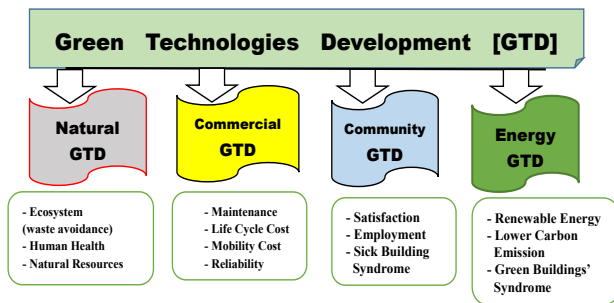 Green Technologies Development [GTD]
Natural
GTD
Commercial
GTD
Community
GTD
Energy
GTD
- Ecosystem
(waste avoidance)
- Human Health
- Natural Resources
- Maintenance
- Life Cycle Cost
- Mobility Cost
- Reliability
- Satisfaction
- Employment
- Sick Building
Syndrome
- Renewable Energy
- Lower Carbon
Emission
- Green Buildings'
Syndrome